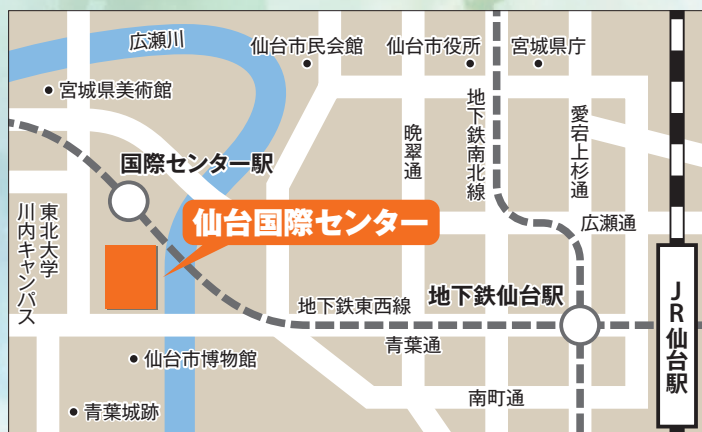 広瀬川
仙台市民会館
仙台市役所
宮城県庁
宮城県美術館
晩翠通
地下鉄南北線
愛宕上杉通
国際センター駅
東北大学
川内キャンパス
仙台国際センター
広瀬通
地下鉄仙台駅
JR仙台駅
地下鉄東西線
青葉通
仙台市博物館
南町通
青葉城跡